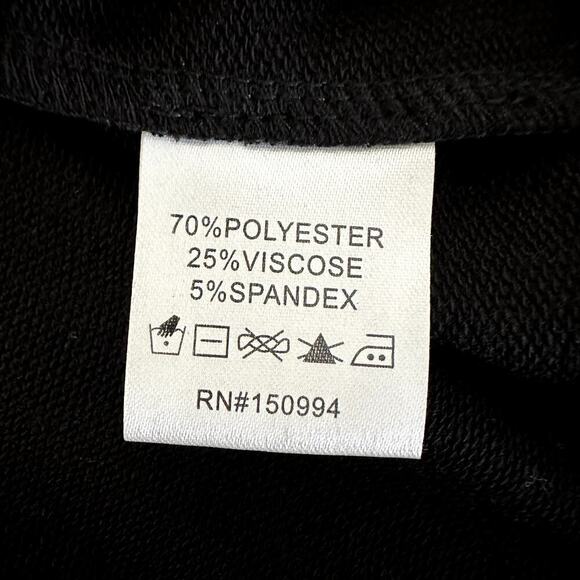 70%POLYESTER
25%VISCOSE
5%SPANDEX
RN#150994